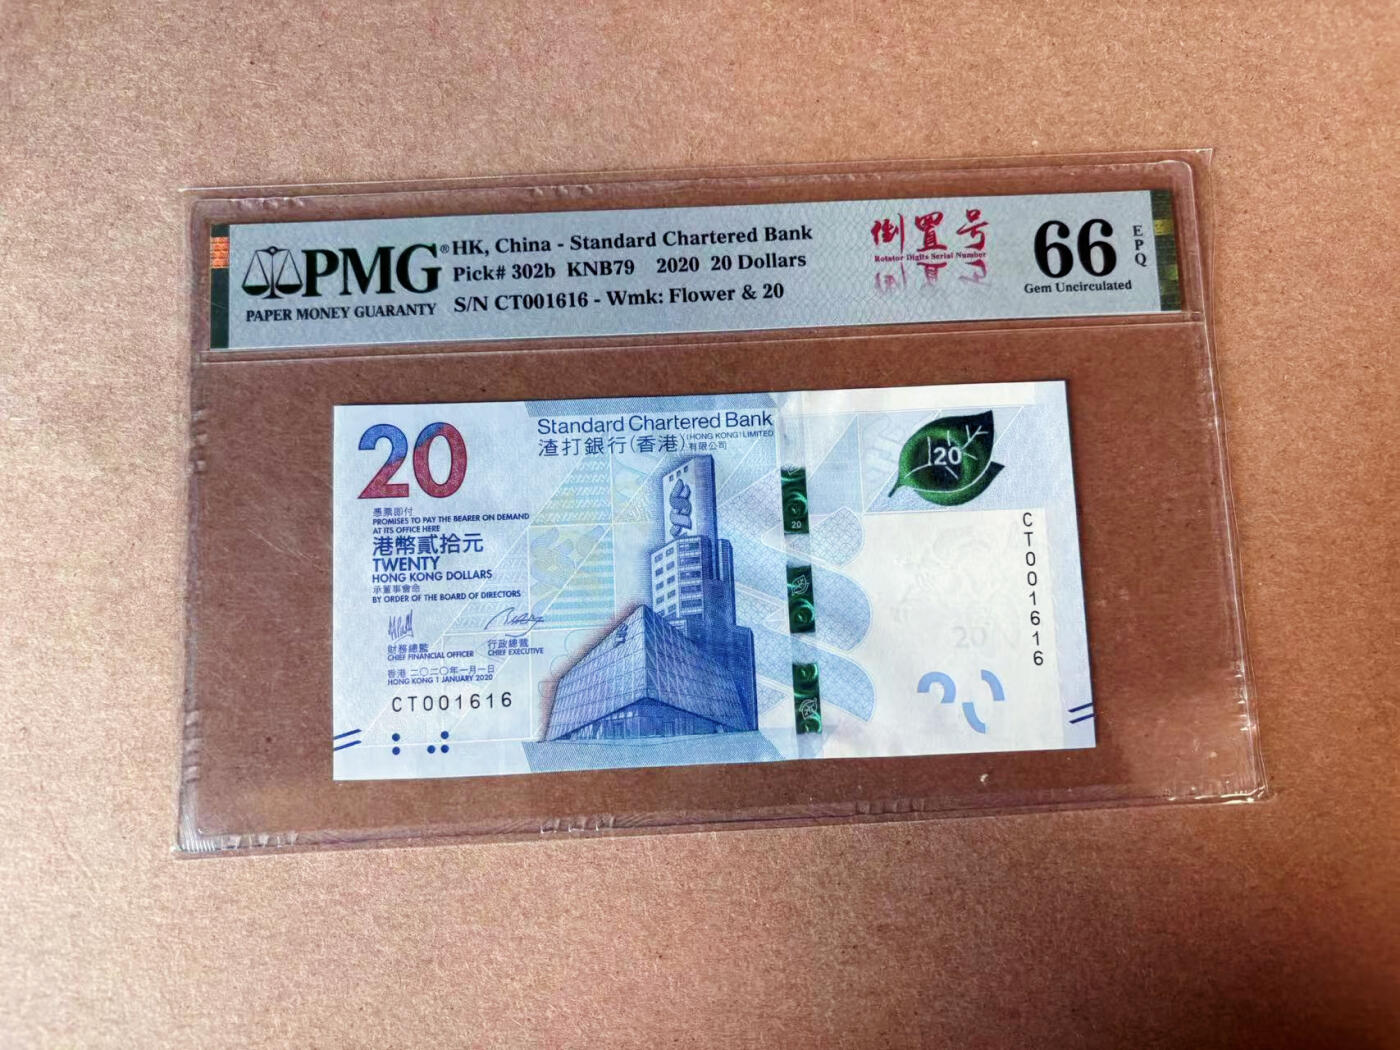 PMG®
PAPER MONEY GUARANTY
HK, China - Standard Chartered Bank
Pick# 302b KNB79 2020 20 Dollars
S/N CT001616 - Wmk: Flower & 20
倒置号
Rotator Digits Serial Number
66
EPQ
Gem Uncirculated
20
Standard Chartered Bank
(HONG KONG) LIMITED
渣打銀行(香港)有限公司
憑票即付
PROMISES TO PAY THE BEARER ON DEMAND
AT ITS OFFICE HERE
港幣貳拾元
TWENTY
HONG KONG DOLLARS
承董事會命
BY ORDER OF THE BOARD OF DIRECTORS
財務總監
CHIEF FINANCIAL OFFICER
行政總裁
CHIEF EXECUTIVE
香港 二〇二〇年一月一日
HONG KONG 1 JANUARY 2020
CT001616
20
20
CT001616
20